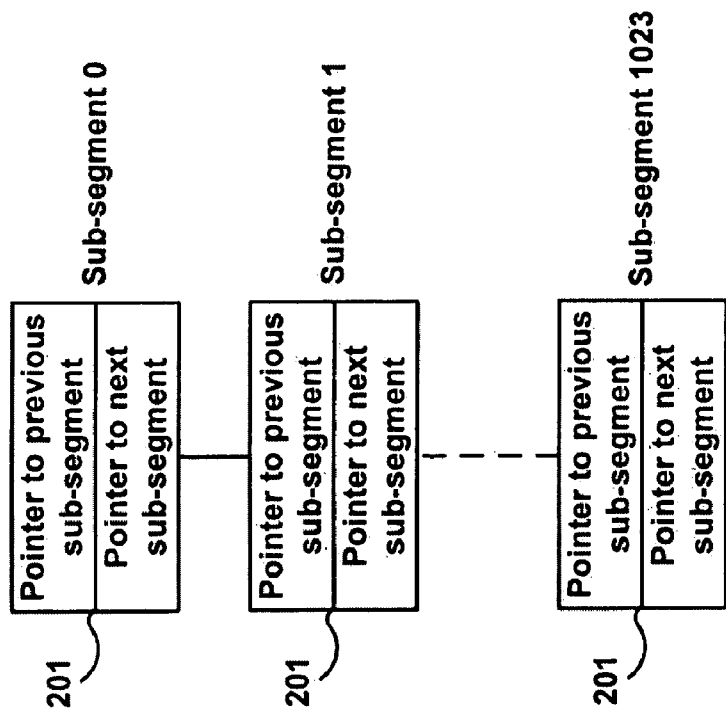 Pointer to previous
sub-segment
Pointer to next
sub-segment
Sub-segment 0
201
Pointer to previous
sub-segment
Pointer to next
sub-segment
Sub-segment 1
201
Pointer to previous
sub-segment
Pointer to next
sub-segment
Sub-segment 1023
201